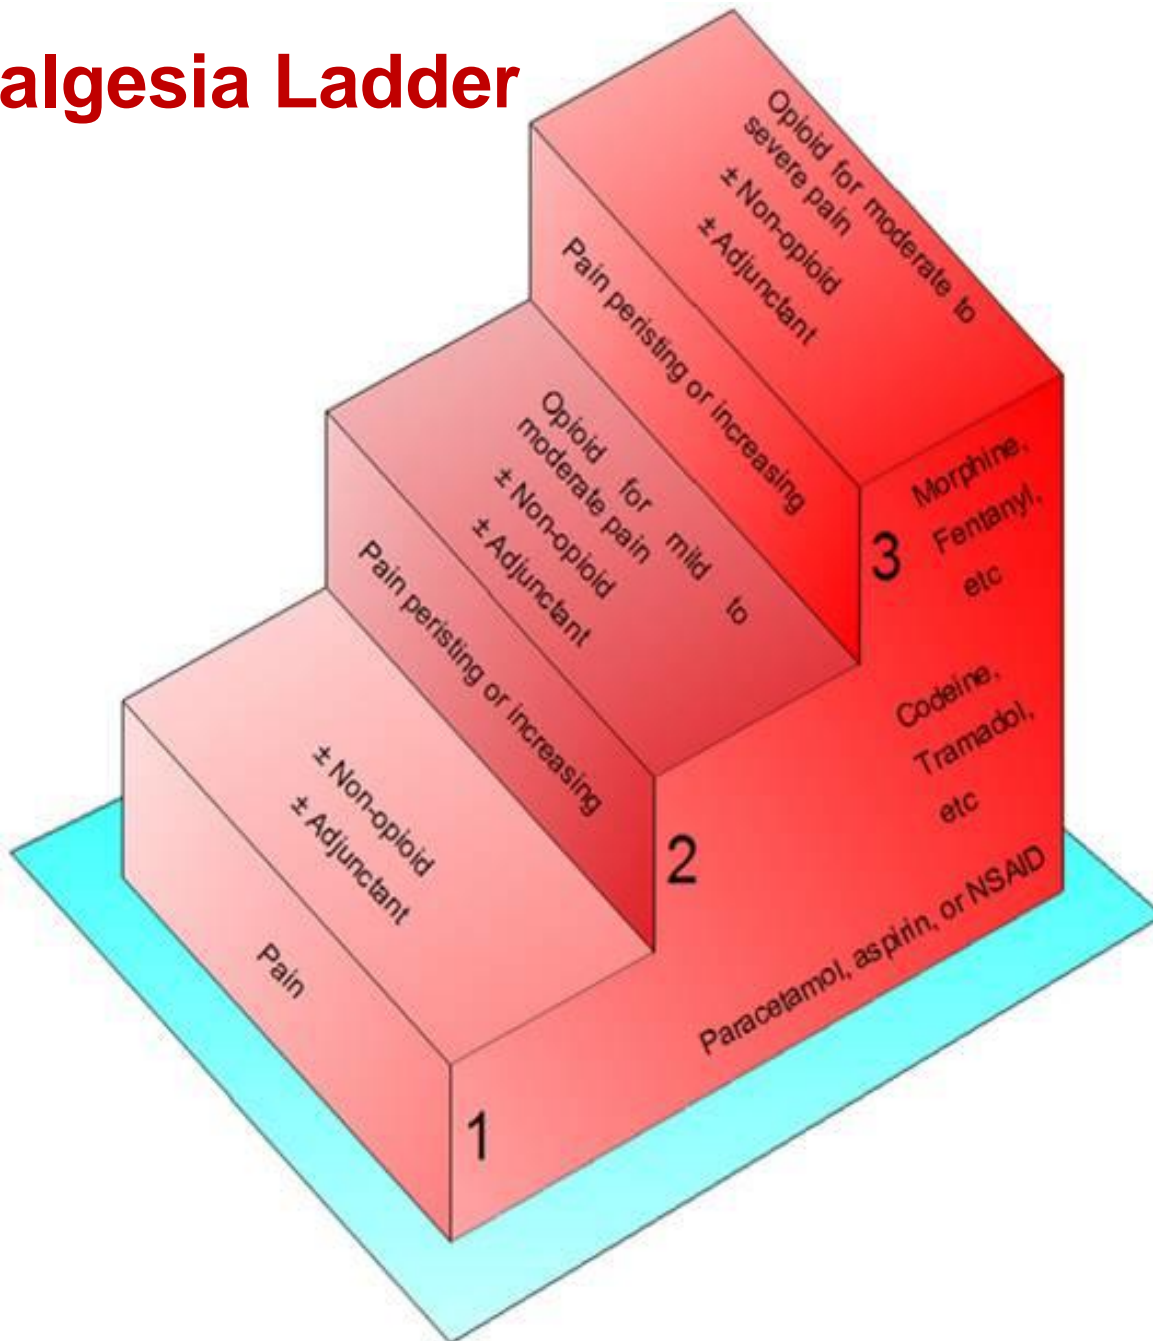 algesia Ladder
Opioid for moderate to
severe pain
± Non-opioid
± Adjunctant
Pain peristing or increasing
3
Morphine,
Fentanyl,
etc
Opioid for mild to
moderate pain
± Non-opioid
± Adjunctant
Pain peristing or increasing
2
Codeine,
Tramadol,
etc
± Non-opioid
± Adjunctant
Pain
1
Paracetamol, aspirin, or NSAID